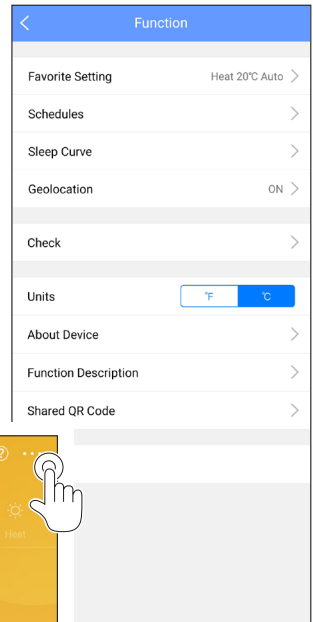 Function
Favorite Setting Heat 20°C Auto
Schedules
Sleep Curve
Geolocation ON
Check
Units °F °C
About Device
Function Description
Shared QR Code
?
Heat